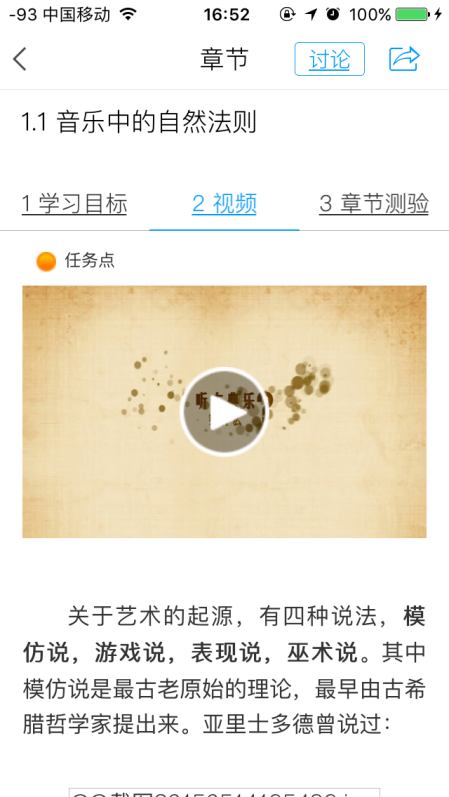 -93 中国移动 16:52 100%
章节
讨论
1.1 音乐中的自然法则
1 学习目标 2 视频 3 章节测验
任务点
关于艺术的起源，有四种说法，模
仿说，游戏说，表现说，巫术说。其中
模仿说是最古老原始的理论，最早由古希
腊哲学家提出来。亚里士多德曾说过：